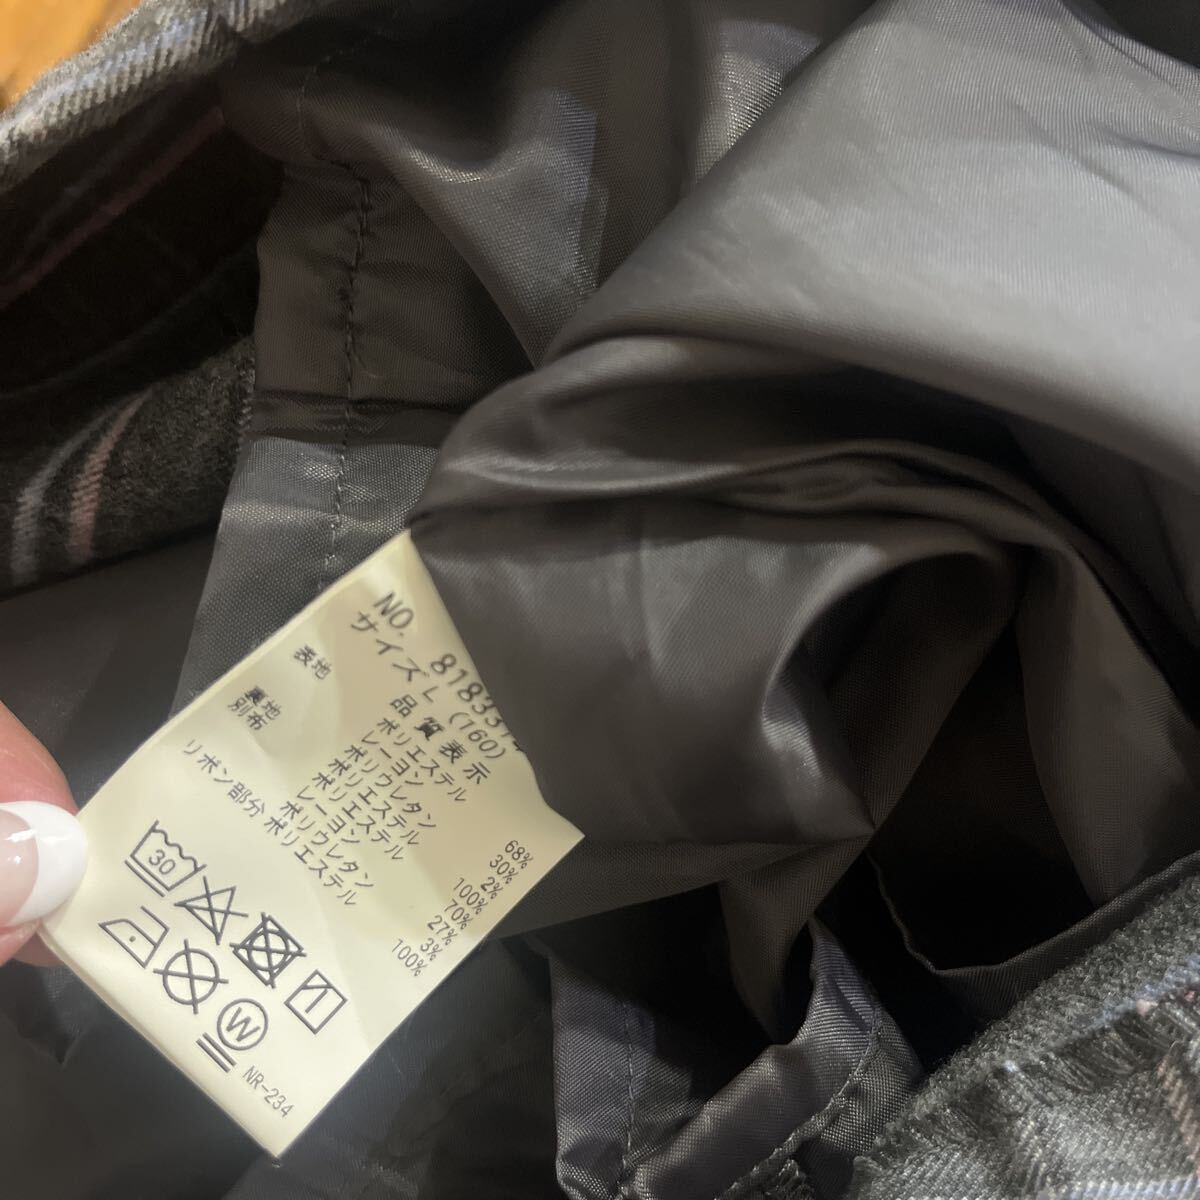 NO.
サイズ L (160)
品質表示
表地 ポリエステル 68%
レーヨン 30%
ポリウレタン 2%
裏地 ポリエステル 100%
別布 ポリエステル 70%
レーヨン 27%
ポリウレタン 3%
リボン部分 ポリエステル 100%
30
W
NR-234